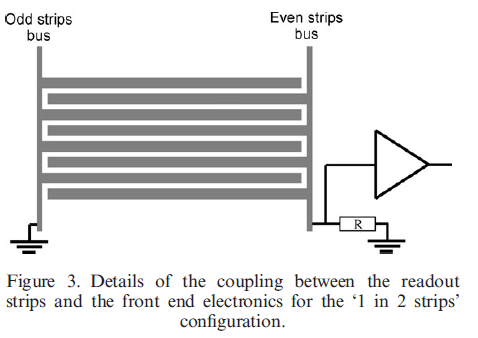 Odd strips
bus
Even strips
bus
R
Figure 3. Details of the coupling between the readout
strips and the front end electronics for the ‘1 in 2 strips’
configuration.